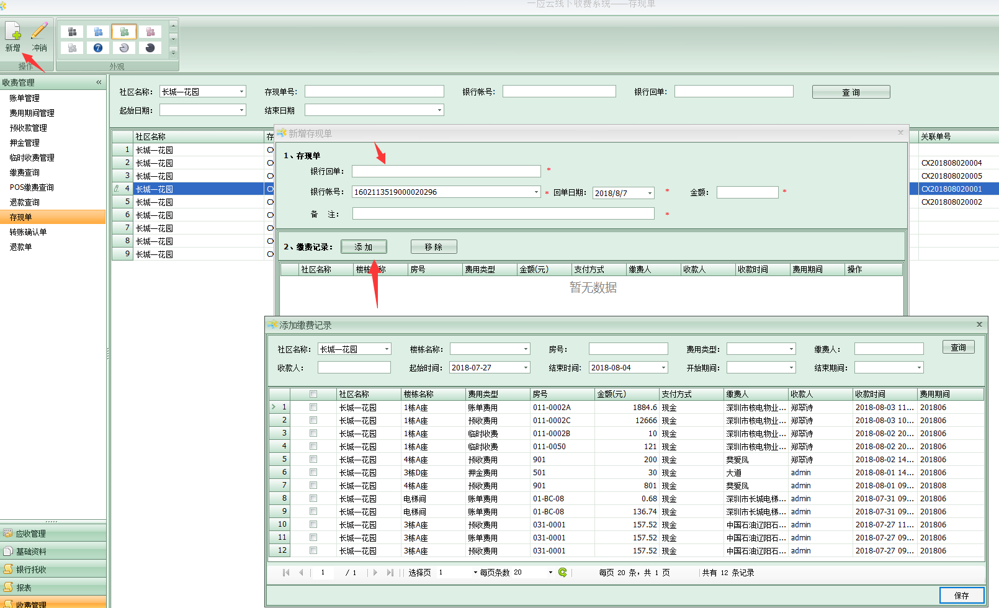 一应云线下收费系统——存现单
新增 冲销
操作 外观
收费管理 «
账单管理
费用期间管理
预收款管理
押金管理
临时收费管理
缴费查询
POS缴费查询
退款查询
存现单
转账确认单
退款单
应收管理
基础资料
银行托收
报表
收费管理
社区名称: 长城一花园 存现单号: 银行帐号: 银行回单: 查 询
起始日期: 结束日期
社区名称 存 关联单号
1 长城一花园 CX
2 长城一花园 CX CX201808020004
3 长城一花园 CX CX201808020005
4 长城一花园 CX CX201808020001
5 长城一花园 CX CX201808020002
6 长城一花园 CX
7 长城一花园 CX
8 长城一花园 CX
9 长城一花园 CX
新增存现单
1、存现单
银行回单: *
银行帐号: 1602113519000020296 * 回单日期: 2018/8/7 * 金额: *
备 注: *
2、缴费记录: 添 加 移 除
社区名称 楼栋名称 房号 费用类型 金额(元) 支付方式 缴费人 收款人 收款时间 费用期间 操作
暂无数据
添加缴费记录
社区名称: 长城一花园 楼栋名称: 房号: 费用类型: 缴费人: 查询
收款人: 起始时间: 2018-07-27 结束时间: 2018-08-04 开始期间: 结束期间:
社区名称 楼栋名称 费用类型 房号 金额(元) 支付方式 缴费人 收款人 收款时间 费用期间
1 长城一花园 1栋A座 账单费用 011-0002A 1884.6 现金 深圳市核电物业... 郑翠诗 2018-08-03 11... 201806
2 长城一花园 1栋A座 预收费用 011-0002C 12666 现金 深圳市核电物业... 郑翠诗 2018-08-03 10... 201806
3 长城一花园 1栋A座 临时收费 011-0002B 10 现金 深圳市核电物业... 郑翠诗 2018-08-02 20... 201806
4 长城一花园 1栋A座 临时收费 011-0050 121 现金 深圳市核电物业... 郑翠诗 2018-08-02 20... 201806
5 长城一花园 4栋A座 预收费用 901 200 现金 樊爱凤 郑翠诗 2018-08-02 14... 201806
6 长城一花园 3栋D座 押金费用 501 30 现金 大道 admin 2018-08-01 14... 201806
7 长城一花园 4栋A座 预收费用 901 801 现金 樊爱凤 admin 2018-08-01 09... 201808
8 长城一花园 电梯间 账单费用 01-BC-08 0.68 现金 深圳市长城电梯... admin 2018-07-31 09... 201806
9 长城一花园 电梯间 账单费用 01-BC-08 136.74 现金 深圳市长城电梯... admin 2018-07-31 09... 201806
10 长城一花园 3栋A座 预收费用 031-0001 157.52 现金 中国石油辽阳石... admin 2018-07-27 11... 201806
11 长城一花园 3栋A座 账单费用 031-0001 157.52 现金 中国石油辽阳石... admin 2018-07-27 09... 201806
12 长城一花园 3栋A座 预收费用 031-0001 157.52 现金 中国石油辽阳石... admin 2018-07-27 09... 201806
1 / 1 选择页 1 每页条数 20 每页 20 条，共 1 页 共有 12 条记录
保存